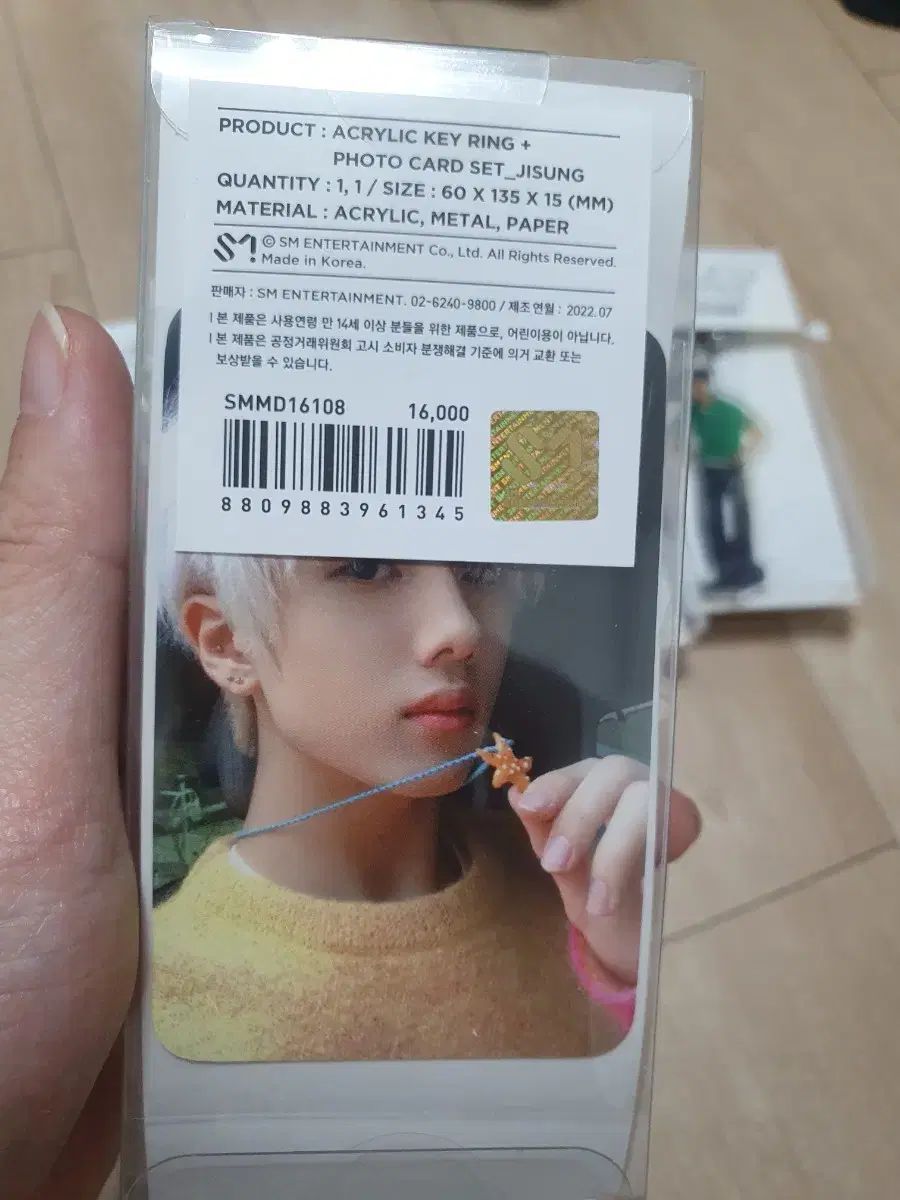 PRODUCT : ACRYLIC KEY RING +
PHOTO CARD SET_JISUNG
QUANTITY : 1, 1 / SIZE : 60 X 135 X 15 (MM)
MATERIAL : ACRYLIC, METAL, PAPER
SM © SM ENTERTAINMENT Co., Ltd. All Rights Reserved.
Made in Korea.
판매자 : SM ENTERTAINMENT. 02-6240-9800 / 제조연월 : 2022.07
I 본 제품은 사용연령 만 14세 이상 분들을 위한 제품으로, 어린이용이 아닙니다.
I 본 제품은 공정거래위원회 고시 소비자 분쟁해결 기준에 의거 교환 또는
보상받을 수 있습니다.
SMMD16108 16,000
8809883961345
SM